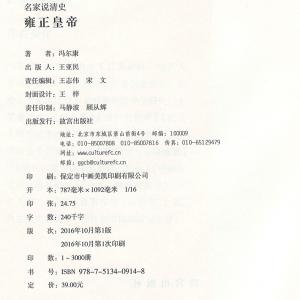 名家说清史
雍正皇帝
著　　者：冯尔康
出 版 人：王亚民
责任编辑：王志伟　宋　文
封面设计：王　梓
责任印制：马静波　顾从辉
出版发行：故宫出版社
地址：北京市东城区景山前街4号　邮编：100009
电话：010-85007808　010-85007816　传真：010-65129479
网址：www.culturefc.cn
邮箱：ggcb@culturefc.cn
印　　刷：保定市中画美凯印刷有限公司
开　　本：787毫米×1092毫米　1/16
印　　张：24.75
字　　数：240千字
版　　次：2016年10月第1版
2016年10月第1次印刷
印　　数：1～3000册
书　　号：ISBN 978-7-5134-0914-8
定　　价：39.00元